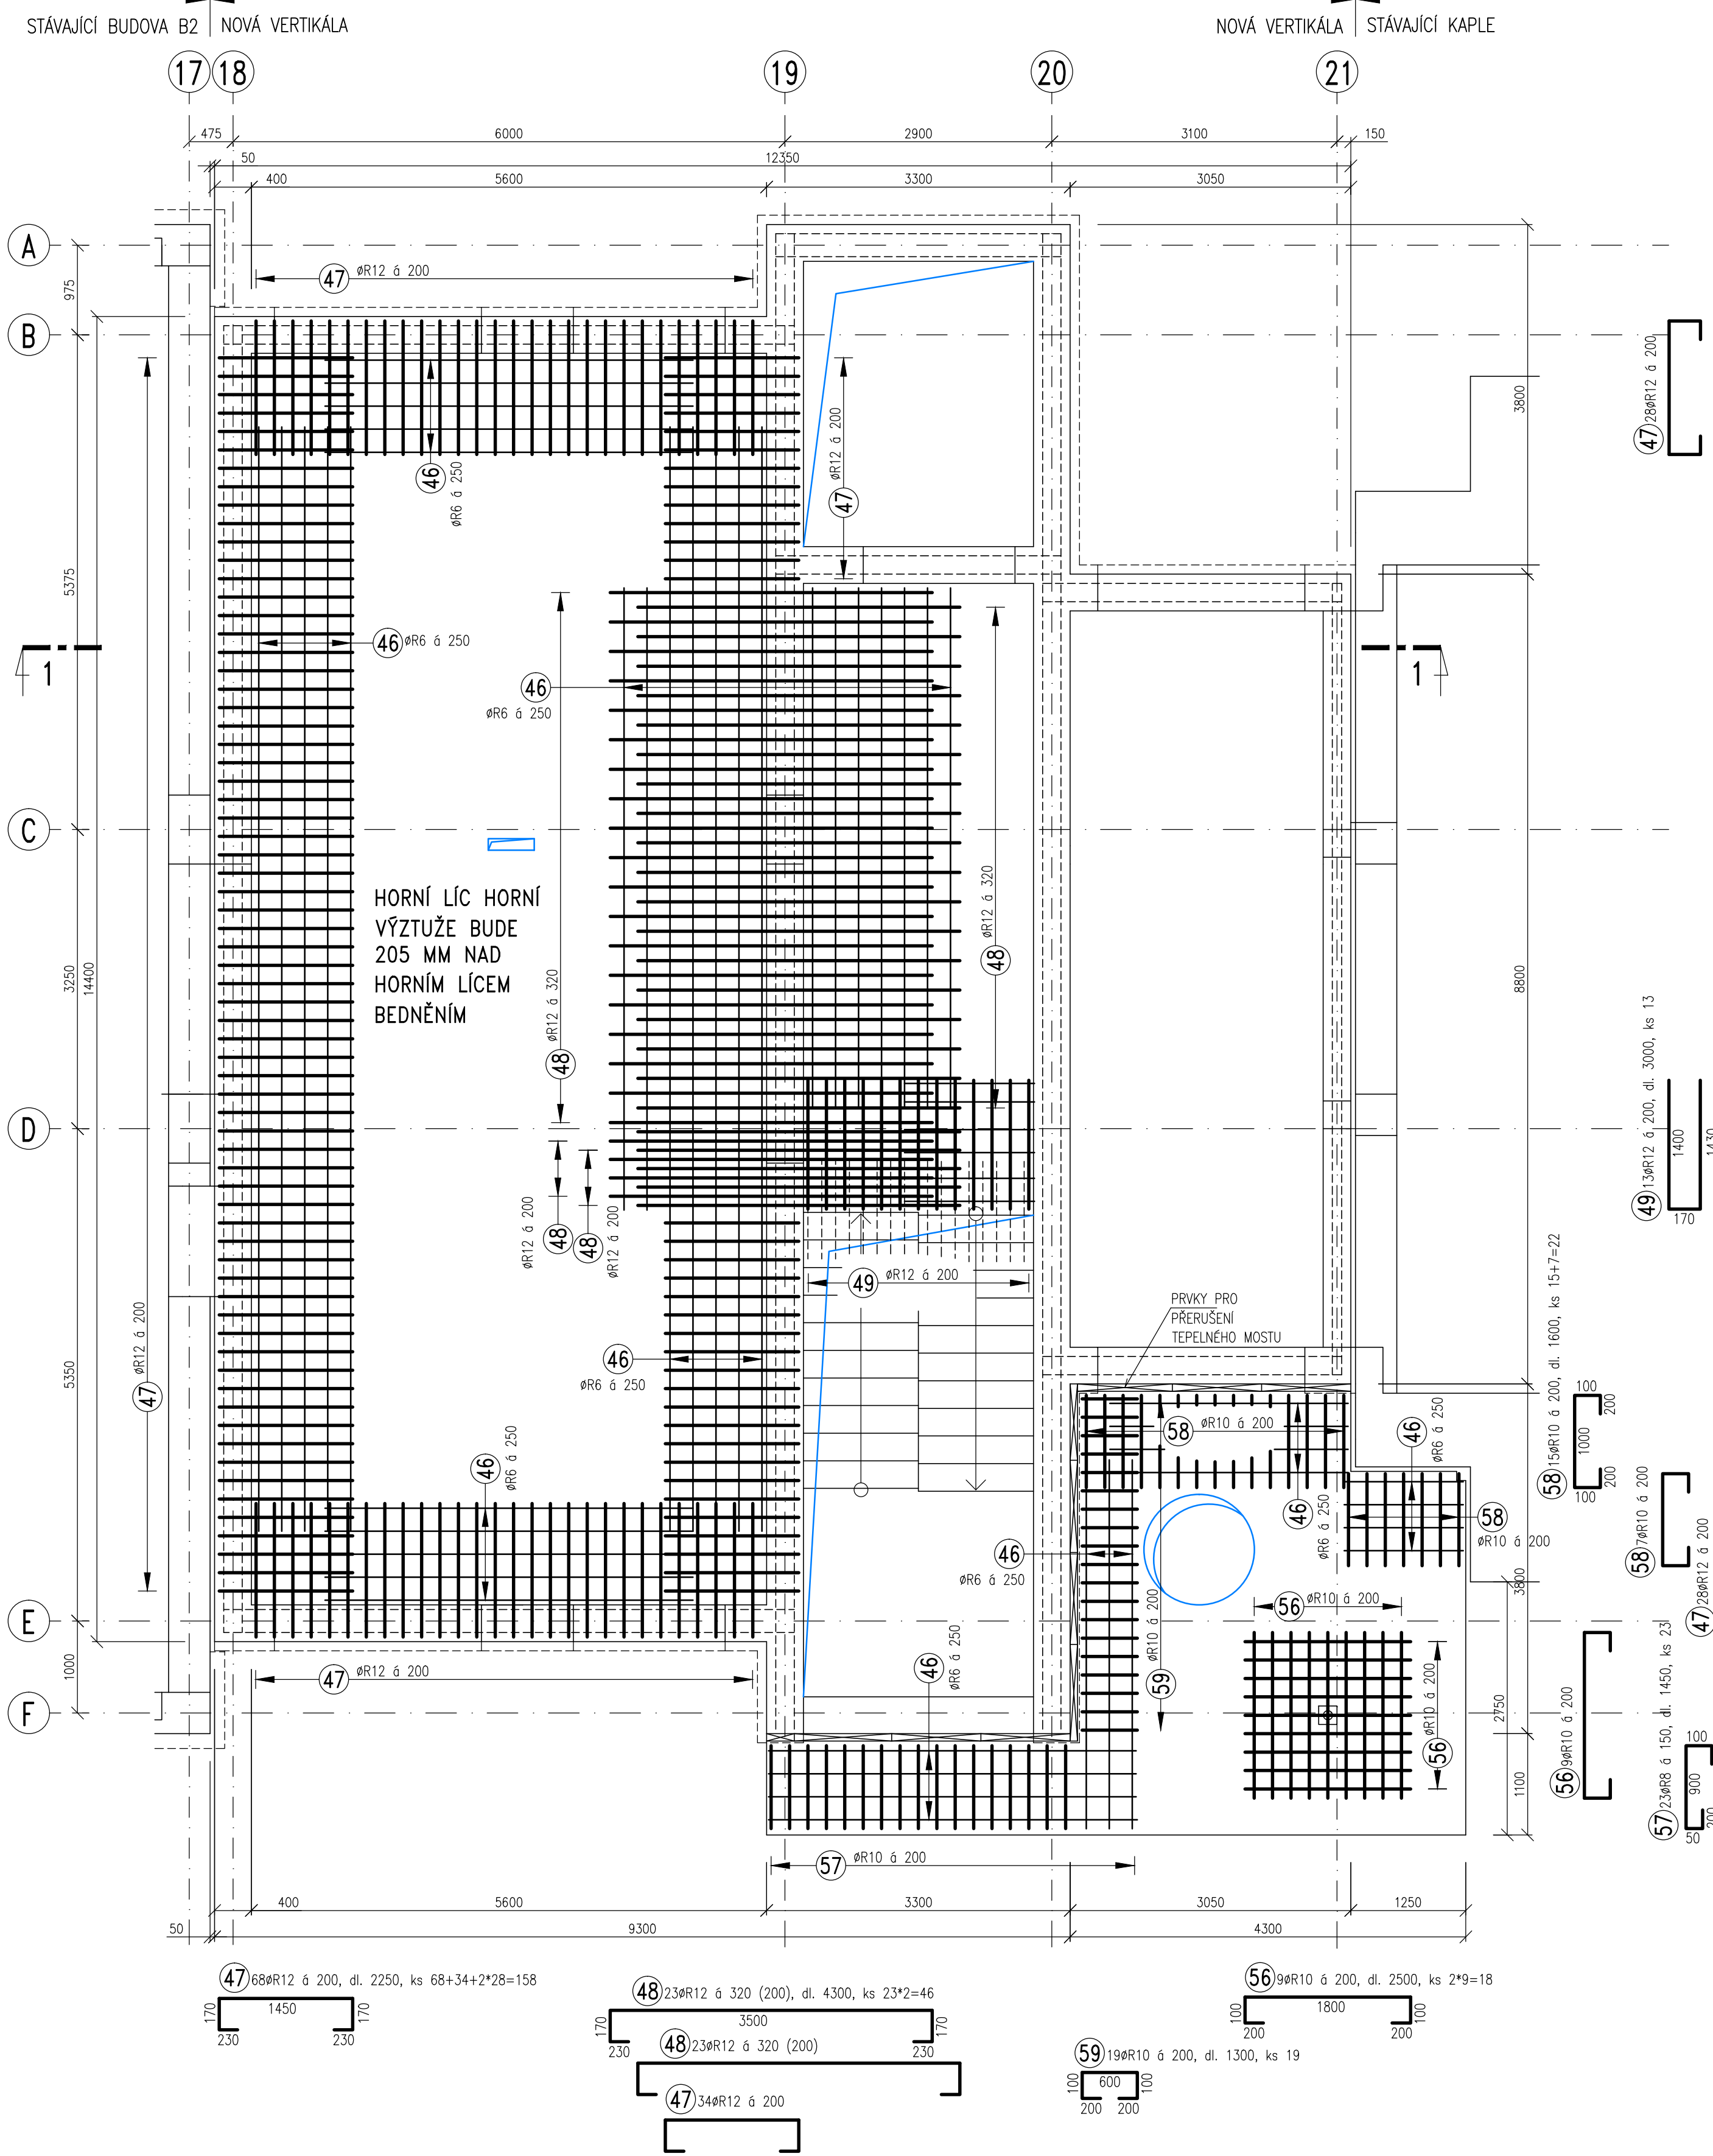 STÁVAJÍCÍ BUDOVA B2 NOVÁ VERTIKÁLA
NOVÁ VERTIKÁLA STÁVAJÍCÍ KAPLE
17 18 19 20 21
475 6000 2900 3100 150
50 12350
400 5600 3300 3050
A
B
C
D
E
F
975
5375
3250
14400
5350
1000
47 øR12 á 200
46
øR6 á 250
47
øR12 á 200
3800
47 28øR12 á 200
1
1
46 øR6 á 250
46
øR6 á 250
HORNÍ LÍC HORNÍ
VÝZTUŽE BUDE
205 MM NAD
HORNÍM LÍCEM
BEDNĚNÍM
48 øR12 á 320
48 øR12 á 320
8800
49 13øR12 á 200, dl. 3000, ks 13
1400
1430
170
48 øR12 á 200
48 øR12 á 200
49 øR12 á 200
47 øR12 á 200
46
øR6 á 250
46 øR6 á 250
PRVKY PRO
PŘERUŠENÍ
TEPELNÉHO MOSTU
58 øR10 á 200
46 øR6 á 250
46 øR6 á 250
58
øR10 á 200
58 15øR10 á 200, dl. 1600, ks 15+7=22
100
200
1000
200
100
58 7øR10 á 200
47 28øR12 á 200
3800
46
øR6 á 250
59 øR10 á 200
56 øR10 á 200
56 øR10 á 200
46 øR6 á 250
47 øR12 á 200
2750
1100
56 9øR10 á 200
57 23øR8 á 150, dl. 1450, ks 23
100
900
200
50
57 øR10 á 200
400 5600 3300 3050 1250
50 9300 4300
47 68øR12 á 200, dl. 2250, ks 68+34+2*28=158
170 1450 170
230 230
48 23øR12 á 320 (200), dl. 4300, ks 23*2=46
170 3500 170
230 230
48 23øR12 á 320 (200)
47 34øR12 á 200
56 9øR10 á 200, dl. 2500, ks 2*9=18
100 1800 100
200 200
59 19øR10 á 200, dl. 1300, ks 19
100 600 100
200 200